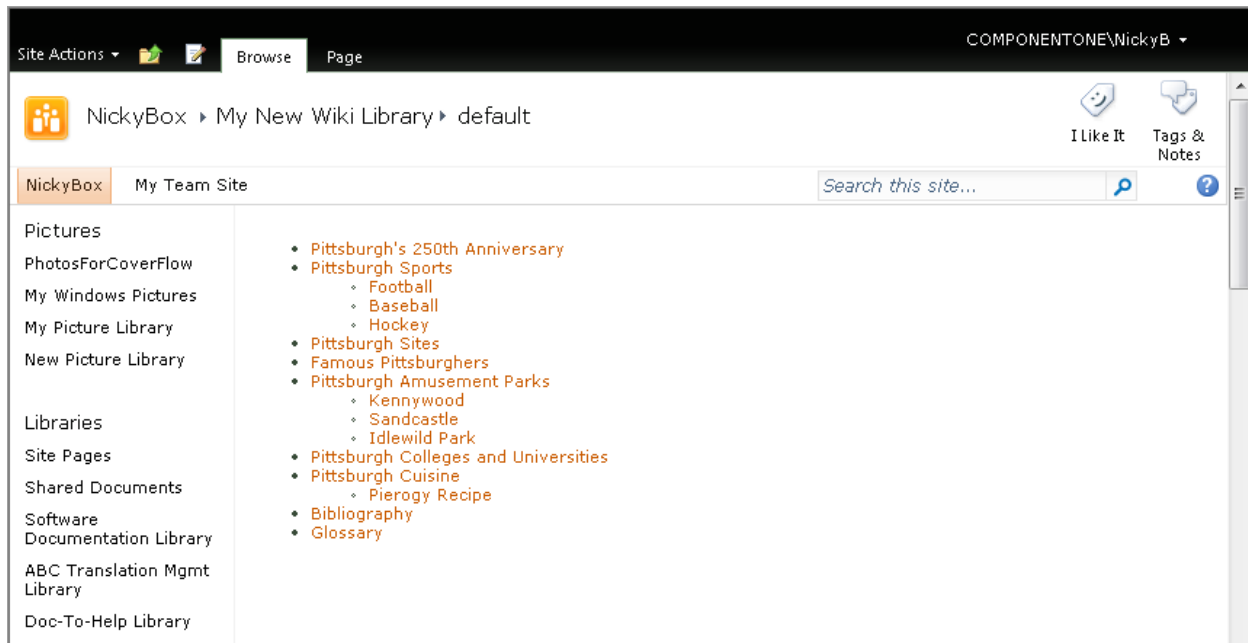 COMPONENTONE\NickyB
Site Actions Browse Page
NickyBox My New Wiki Library default
I Like It
Tags &
Notes
NickyBox My Team Site Search this site...
Pictures
PhotosForCoverFlow
My Windows Pictures
My Picture Library
New Picture Library
Libraries
Site Pages
Shared Documents
Software
Documentation Library
ABC Translation Mgmt
Library
Doc-To-Help Library
• Pittsburgh's 250th Anniversary
• Pittsburgh Sports
◦ Football
◦ Baseball
◦ Hockey
• Pittsburgh Sites
• Famous Pittsburghers
• Pittsburgh Amusement Parks
◦ Kennywood
◦ Sandcastle
◦ Idlewild Park
• Pittsburgh Colleges and Universities
• Pittsburgh Cuisine
◦ Pierogy Recipe
• Bibliography
• Glossary